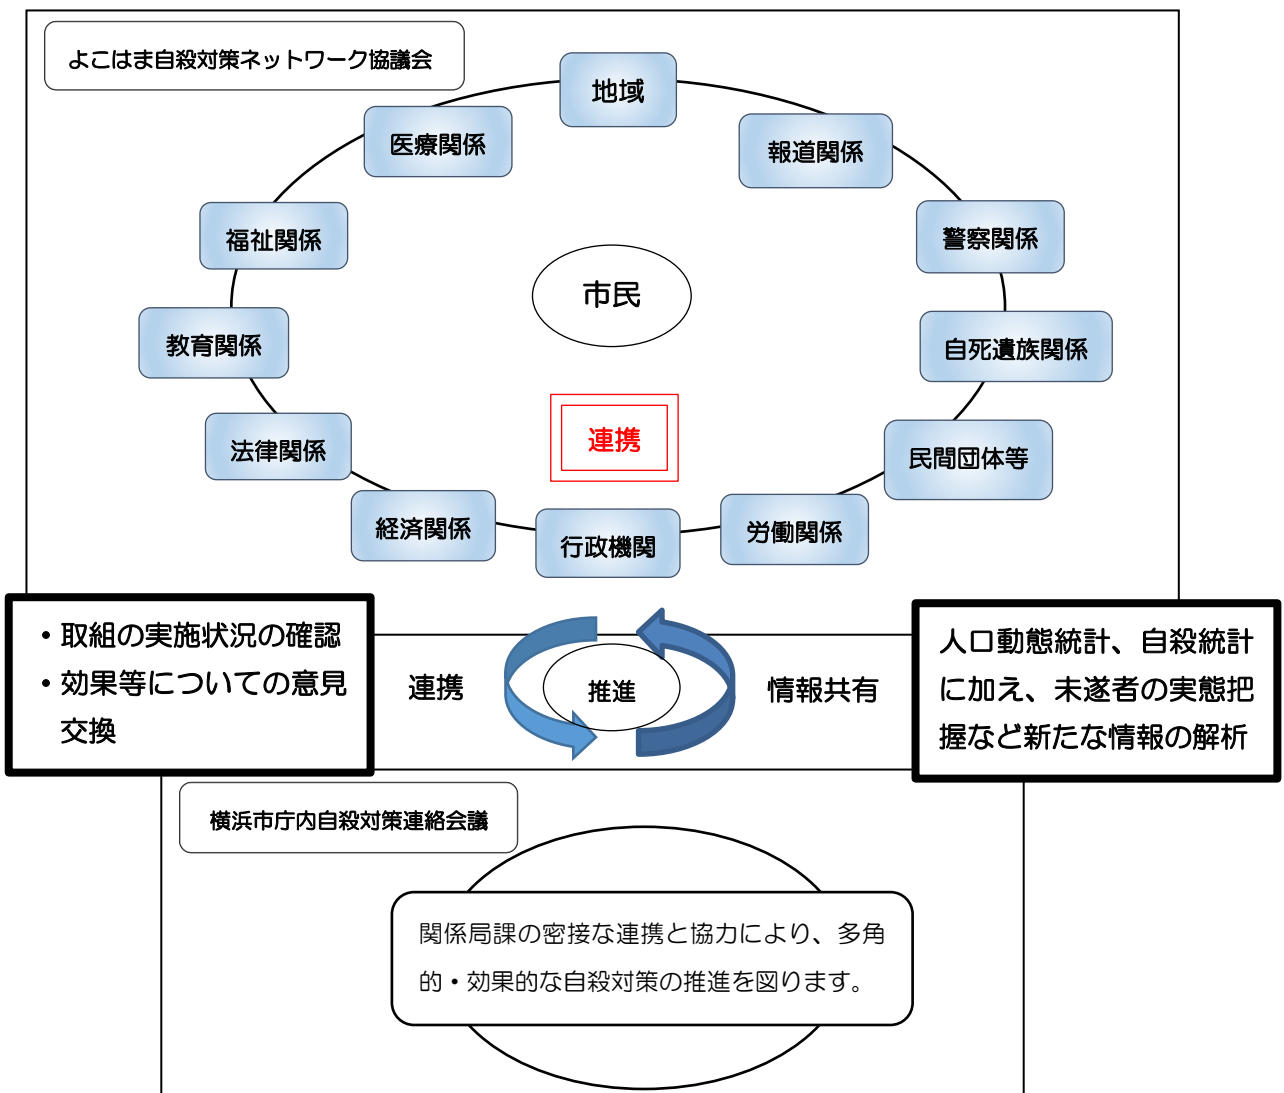 よこはま自殺対策ネットワーク協議会
地域
医療関係
報道関係
福祉関係
警察関係
市民
教育関係
自死遺族関係
連携
法律関係
民間団体等
経済関係
行政機関
労働関係
・取組の実施状況の確認
・効果等についての意見
交換
連携
推進
情報共有
人口動態統計、自殺統計
に加え、未遂者の実態把
握など新たな情報の解析
横浜市庁内自殺対策連絡会議
関係局課の密接な連携と協力により、多角
的・効果的な自殺対策の推進を図ります。